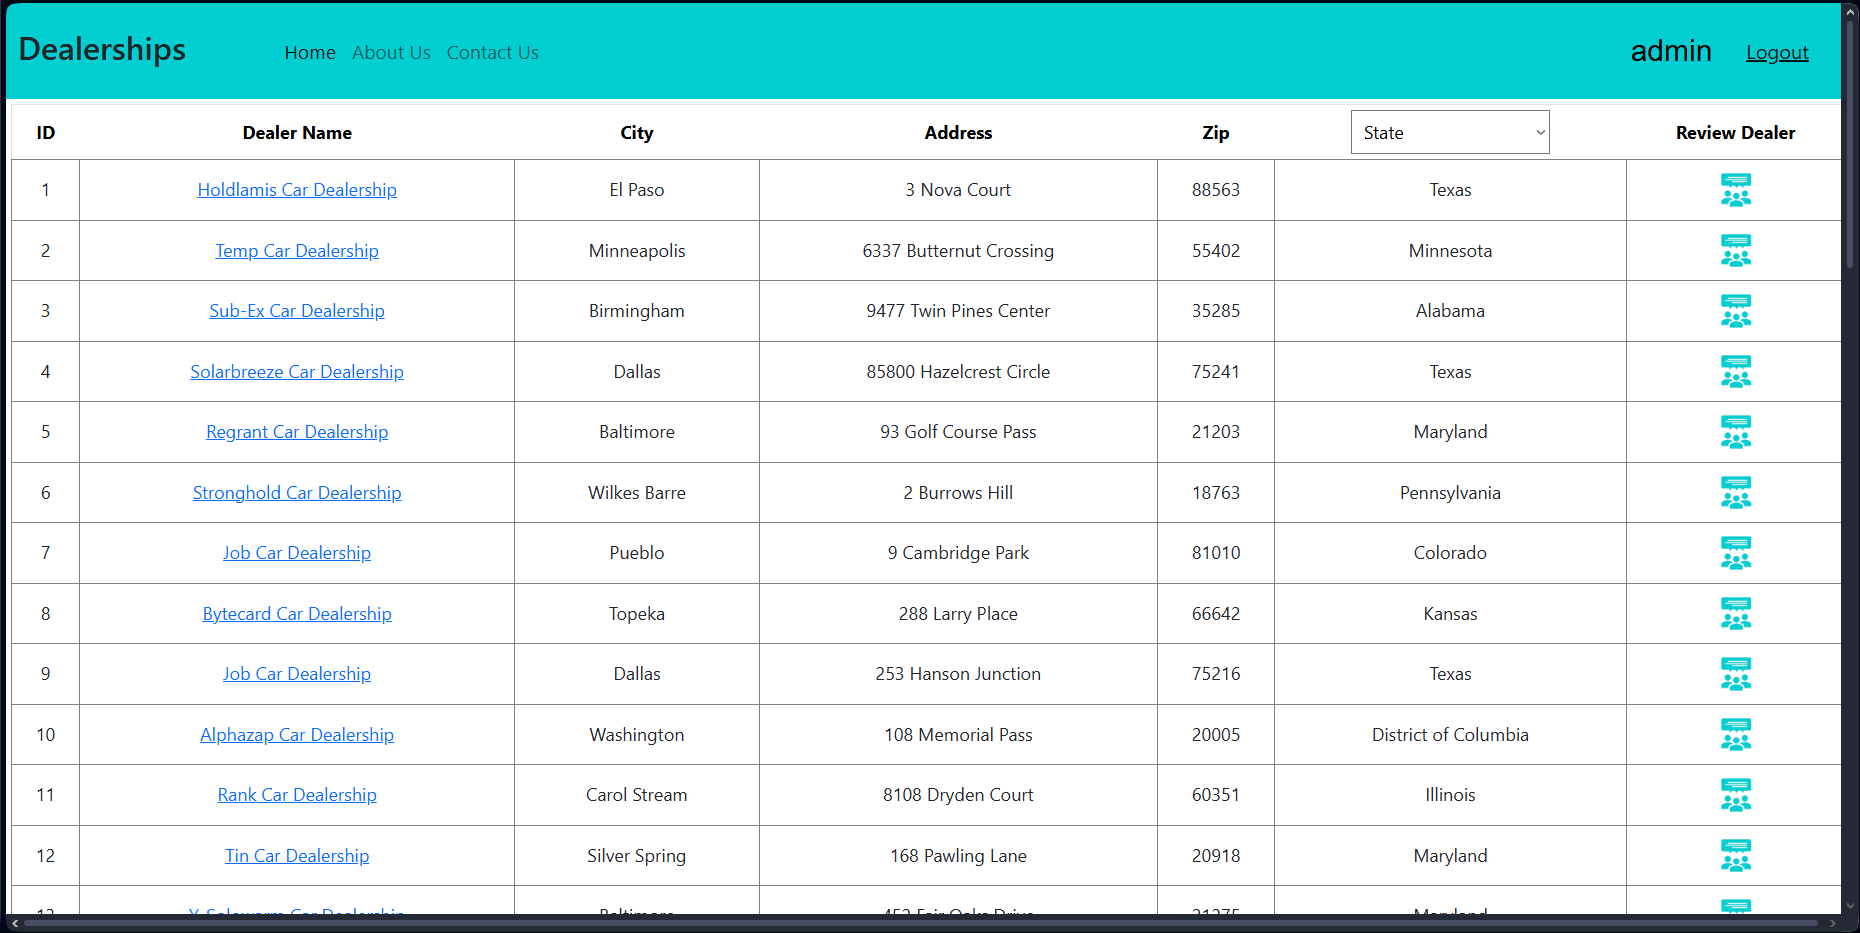 Dealerships Home About Us Contact Us admin Logout
ID Dealer Name City Address Zip State Review Dealer
1 Holdlamis Car Dealership El Paso 3 Nova Court 88563 Texas
2 Temp Car Dealership Minneapolis 6337 Butternut Crossing 55402 Minnesota
3 Sub-Ex Car Dealership Birmingham 9477 Twin Pines Center 35285 Alabama
4 Solarbreeze Car Dealership Dallas 85800 Hazelcrest Circle 75241 Texas
5 Regrant Car Dealership Baltimore 93 Golf Course Pass 21203 Maryland
6 Stronghold Car Dealership Wilkes Barre 2 Burrows Hill 18763 Pennsylvania
7 Job Car Dealership Pueblo 9 Cambridge Park 81010 Colorado
8 Bytecard Car Dealership Topeka 288 Larry Place 66642 Kansas
9 Job Car Dealership Dallas 253 Hanson Junction 75216 Texas
10 Alphazap Car Dealership Washington 108 Memorial Pass 20005 District of Columbia
11 Rank Car Dealership Carol Stream 8108 Dryden Court 60351 Illinois
12 Tin Car Dealership Silver Spring 168 Pawling Lane 20918 Maryland
Car Dealership Baltimore Maryland